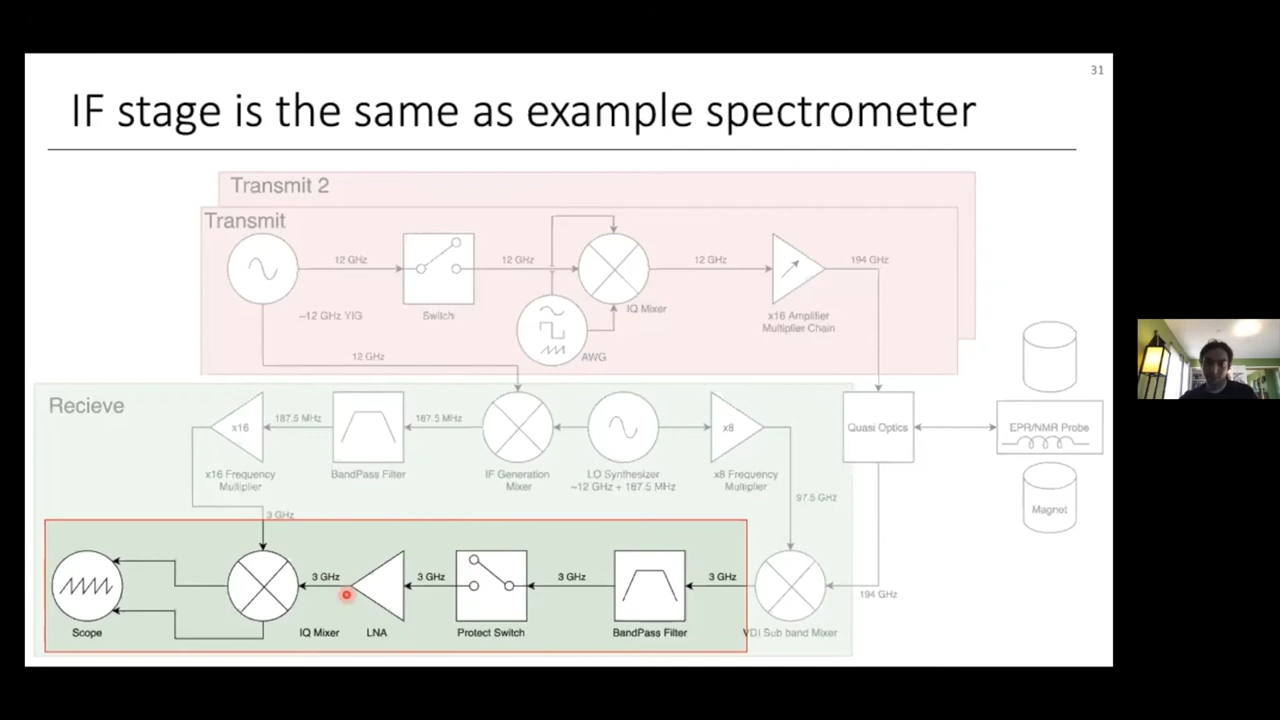 31
IF stage is the same as example spectrometer
Transmit 2
Transmit
12 GHz
12 GHz
12 GHz
194 GHz
~12 GHz YIG
Switch
IQ Mixer
x16 Amplifier
Multiplier Chain
AWG
12 GHz
Recieve
x16
187.5 MHz
187.5 MHz
x8
Quasi Optics
EPR/NMR Probe
x16 Frequency
Multiplier
BandPass Filter
IF Generation
Mixer
LO Synthesizer
~12 GHz + 187.5 MHz
x8 Frequency
Multiplier
97.5 GHz
Magnet
3 GHz
3 GHz
3 GHz
3 GHz
3 GHz
194 GHz
Scope
IQ Mixer
LNA
Protect Switch
BandPass Filter
VDI Sub band Mixer